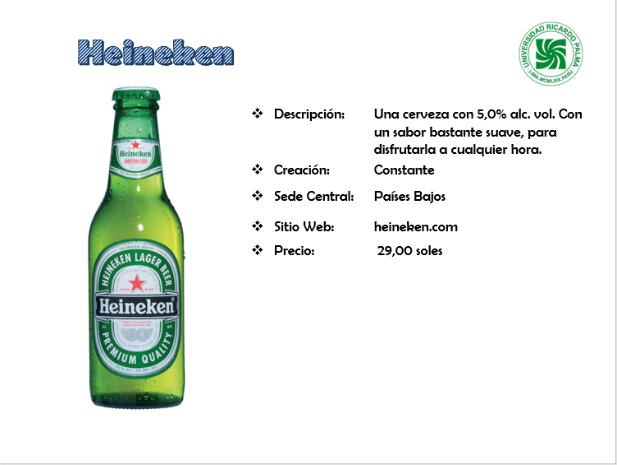 Heineken
UNIVERSIDAD RICARDO PALMA
LIMA, MCMLXIX, PERU
❖ Descripción: Una cerveza con 5,0% alc. vol. Con
un sabor bastante suave, para
disfrutarla a cualquier hora.
❖ Creación: Constante
❖ Sede Central: Países Bajos
❖ Sitio Web: heineken.com
❖ Precio: 29,00 soles
Heineken
IMPORTED
HEINEKEN LAGER BEER
Heineken
PREMIUM QUALITY